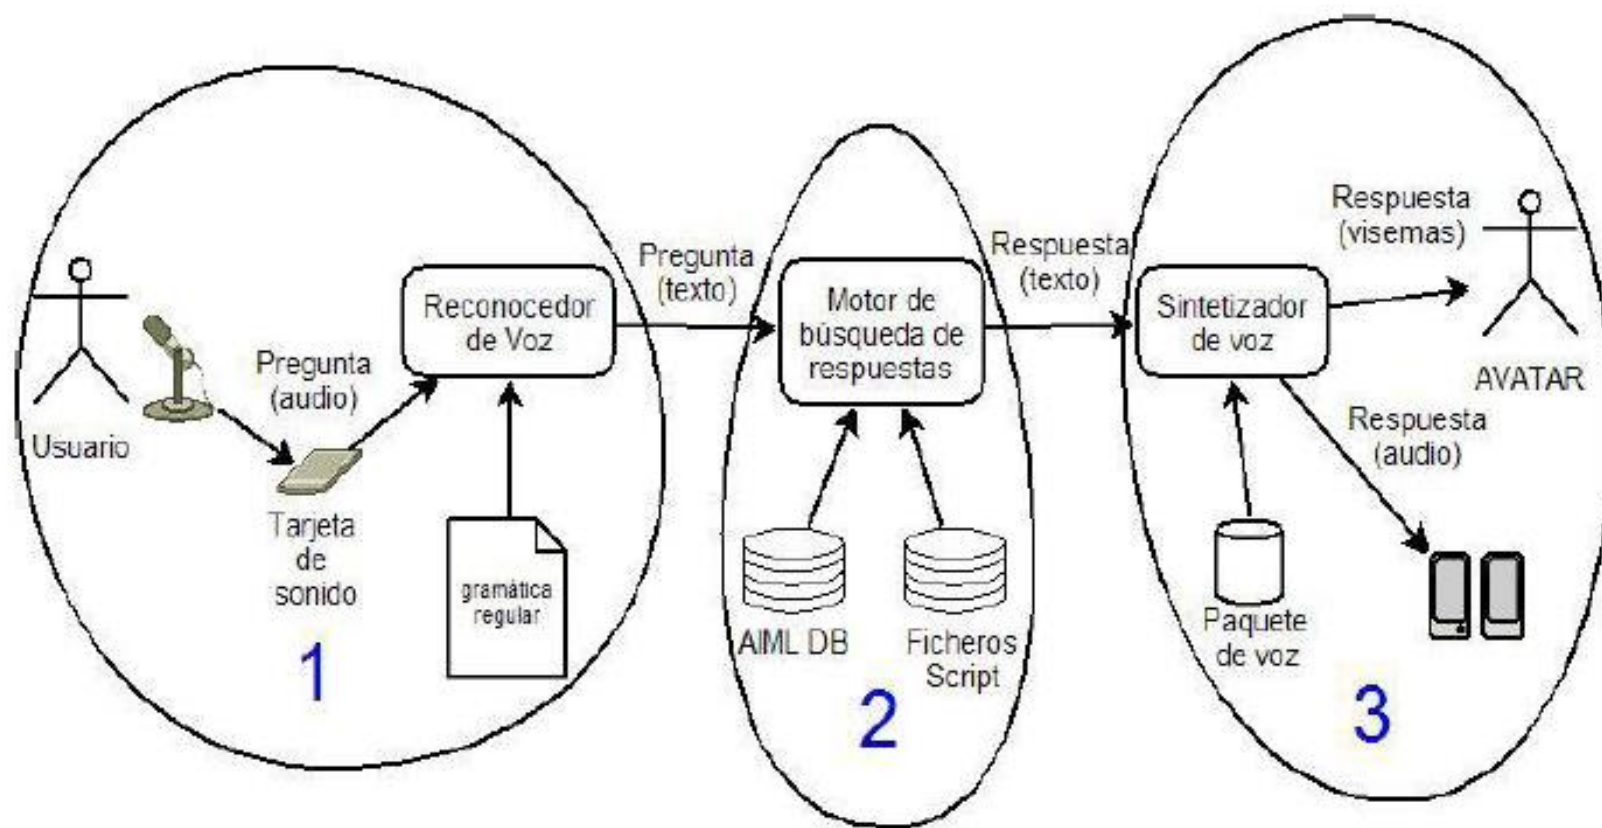 Usuario
Pregunta
(audio)
Tarjeta
de
sonido
Reconocedor
de Voz
gramática
regular
1
Pregunta
(texto)
Motor de
búsqueda de
respuestas
AIML DB
Ficheros
Script
2
Respuesta
(texto)
Sintetizador
de voz
Respuesta
(visemas)
AVATAR
Respuesta
(audio)
Paquete
de voz
3